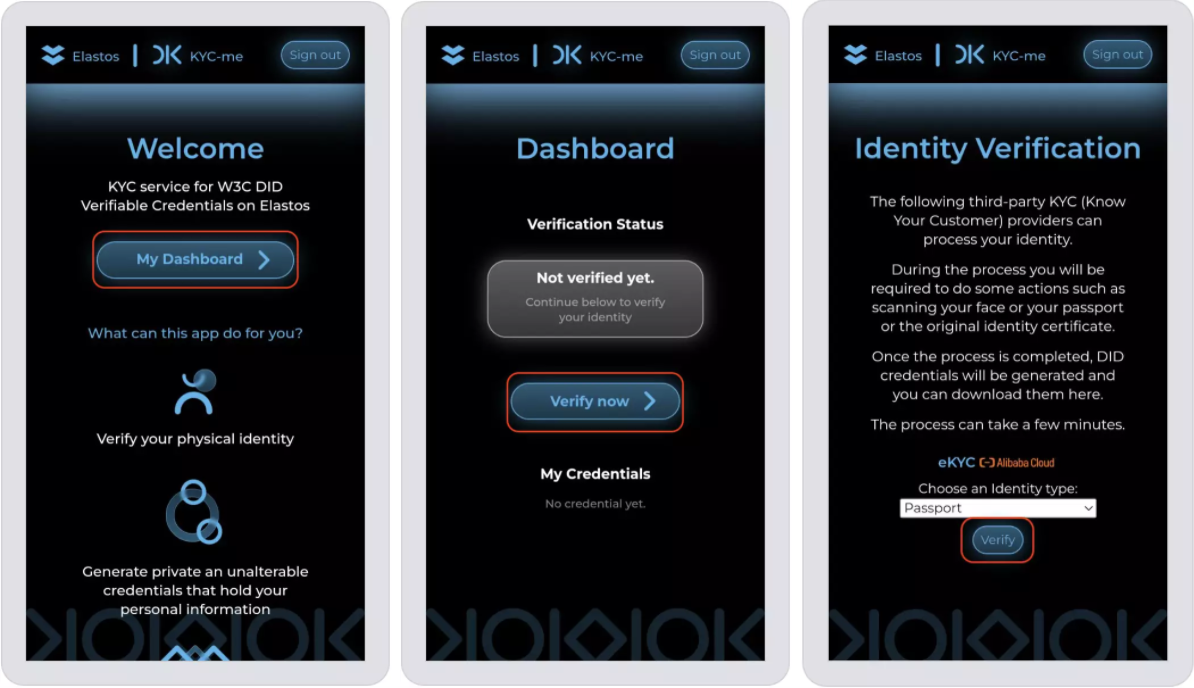 Elastos | KYC-me Sign out
Welcome
KYC service for W3C DID
Verifiable Credentials on Elastos
My Dashboard
What can this app do for you?
Verify your physical identity
Generate private an unalterable
credentials that hold your
personal information
Elastos | KYC-me Sign out
Dashboard
Verification Status
Not verified yet.
Continue below to verify
your identity
Verify now
My Credentials
No credential yet.
Elastos | KYC-me Sign out
Identity Verification
The following third-party KYC (Know
Your Customer) providers can
process your identity.
During the process you will be
required to do some actions such as
scanning your face or your passport
or the original identity certificate.
Once the process is completed, DID
credentials will be generated and
you can download them here.
The process can take a few minutes.
eKYC Alibaba Cloud
Choose an Identity type:
Passport
Verify